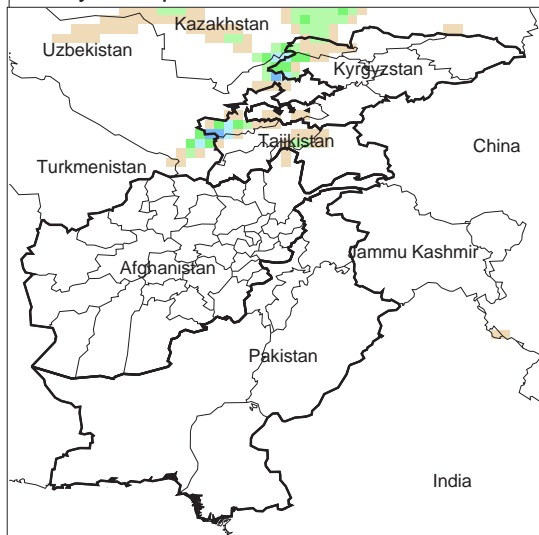 Kazakhstan
Uzbekistan
Kyrgyzstan
Tajikistan
China
Turkmenistan
Jammu Kashmir
Afghanistan
Pakistan
India